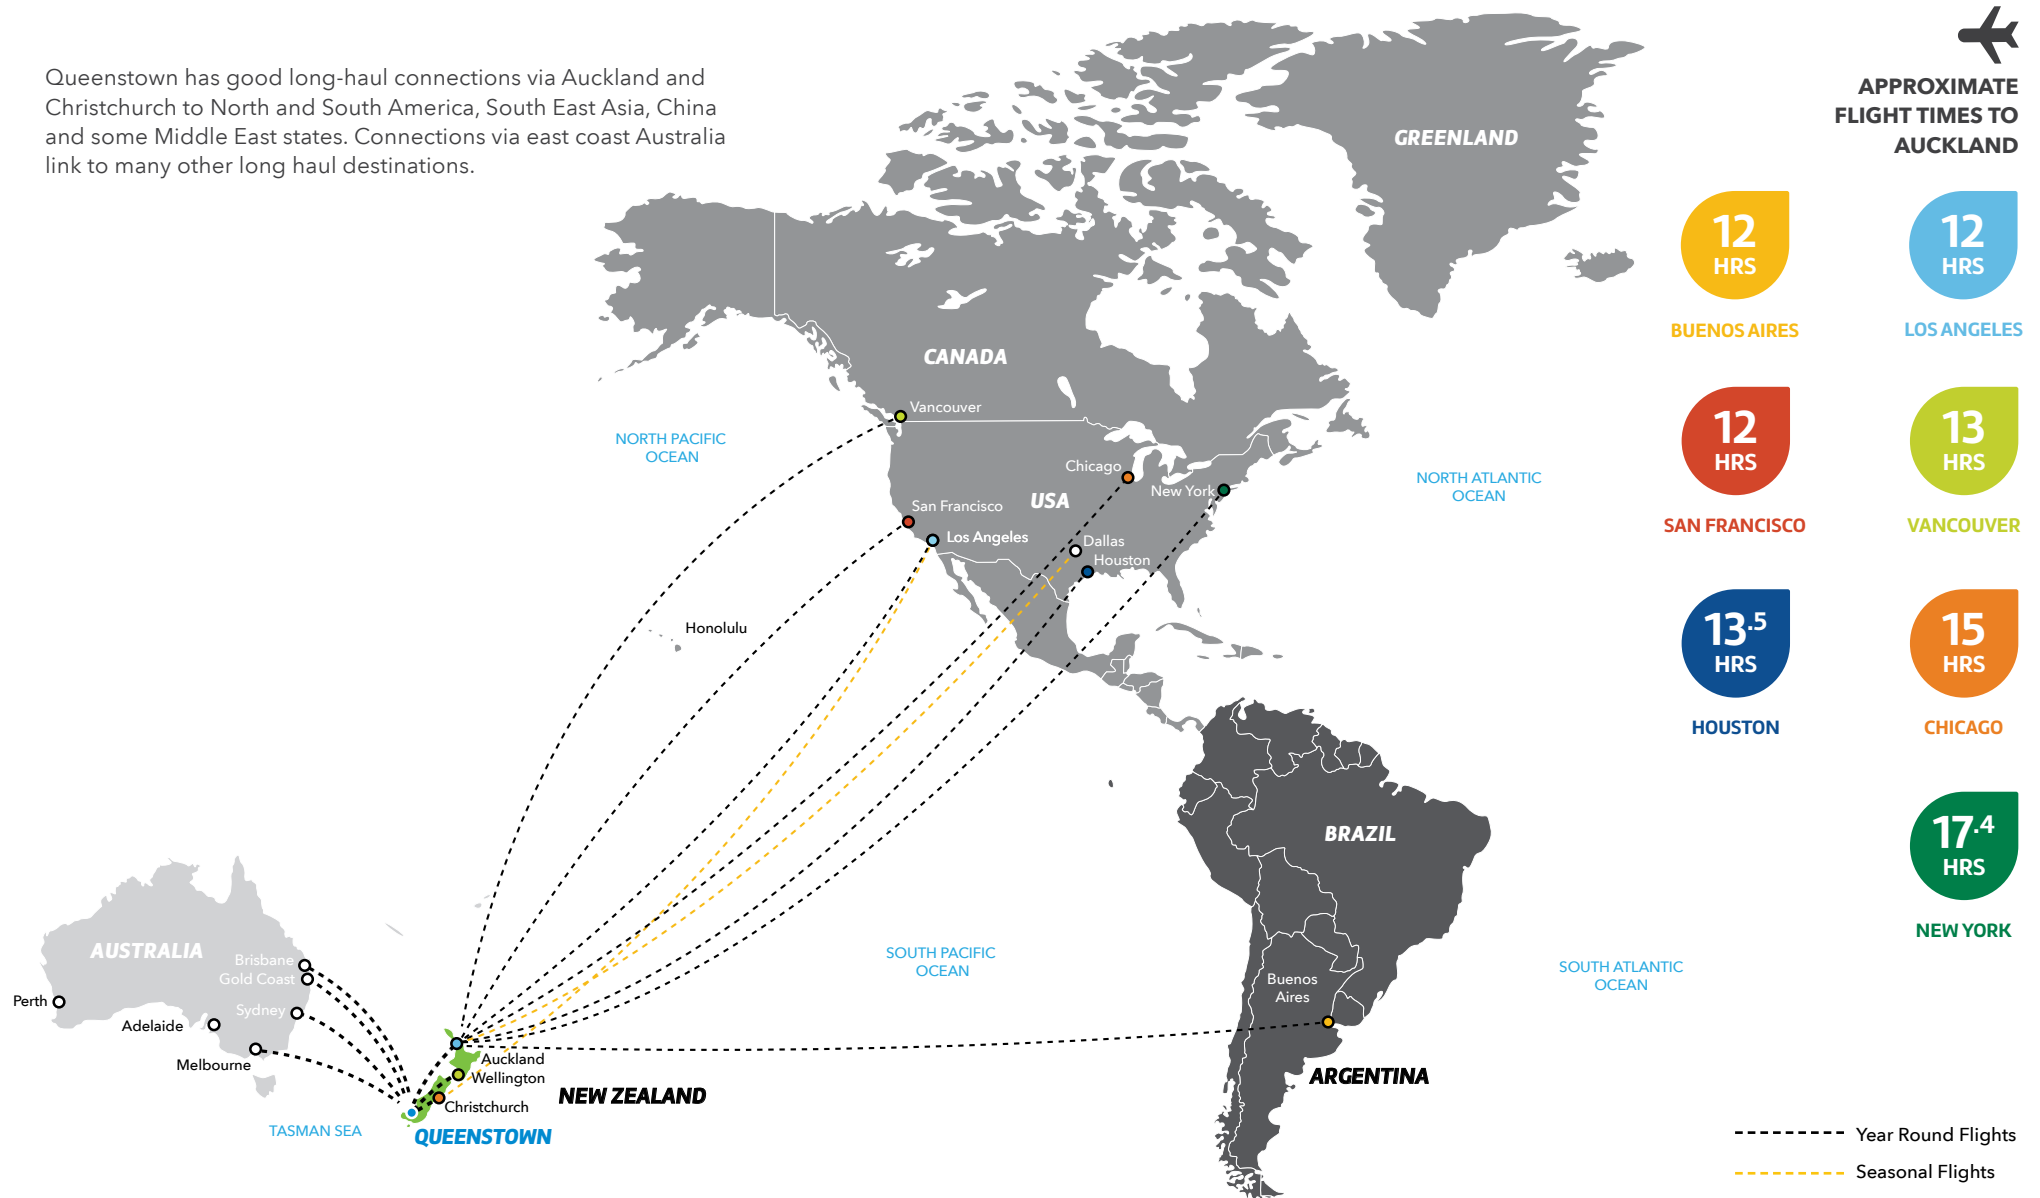 Queenstown has good long-haul connections via Auckland and
Christchurch to North and South America, South East Asia, China
and some Middle East states. Connections via east coast Australia
link to many other long haul destinations.
APPROXIMATE
FLIGHT TIMES TO
AUCKLAND
12
HRS
BUENOS AIRES
12
HRS
LOS ANGELES
12
HRS
SAN FRANCISCO
13
HRS
VANCOUVER
13.5
HRS
HOUSTON
15
HRS
CHICAGO
17.4
HRS
NEW YORK
GREENLAND
CANADA
Vancouver
NORTH PACIFIC
OCEAN
Chicago
New York
USA
San Francisco
Los Angeles
Dallas
Houston
NORTH ATLANTIC
OCEAN
Honolulu
BRAZIL
AUSTRALIA
Brisbane
Gold Coast
Perth
Sydney
Adelaide
Melbourne
SOUTH PACIFIC
OCEAN
Buenos
Aires
SOUTH ATLANTIC
OCEAN
Auckland
Wellington
Christchurch
NEW ZEALAND
ARGENTINA
TASMAN SEA
QUEENSTOWN
Year Round Flights
Seasonal Flights